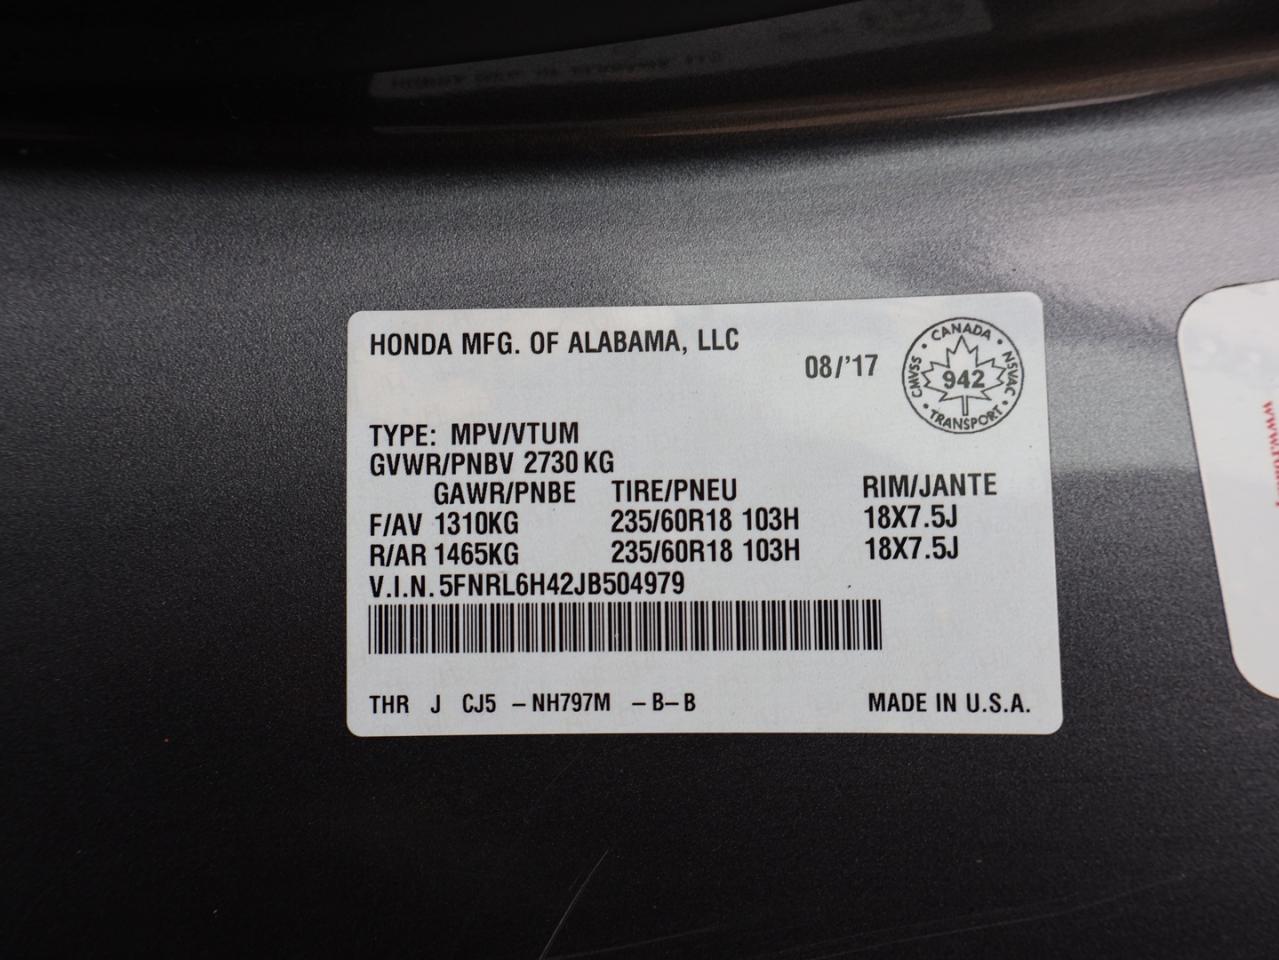 HONDA MFG. OF ALABAMA, LLC
08/'17
CANADA
CMVSS 942 NSVAC
TRANSPORT
TYPE: MPV/VTUM
GVWR/PNBV 2730 KG
GAWR/PNBE TIRE/PNEU RIM/JANTE
F/AV 1310KG 235/60R18 103H 18X7.5J
R/AR 1465KG 235/60R18 103H 18X7.5J
V.I.N. 5FNRL6H42JB504979
THR J CJ5 –NH797M –B–B MADE IN U.S.A.